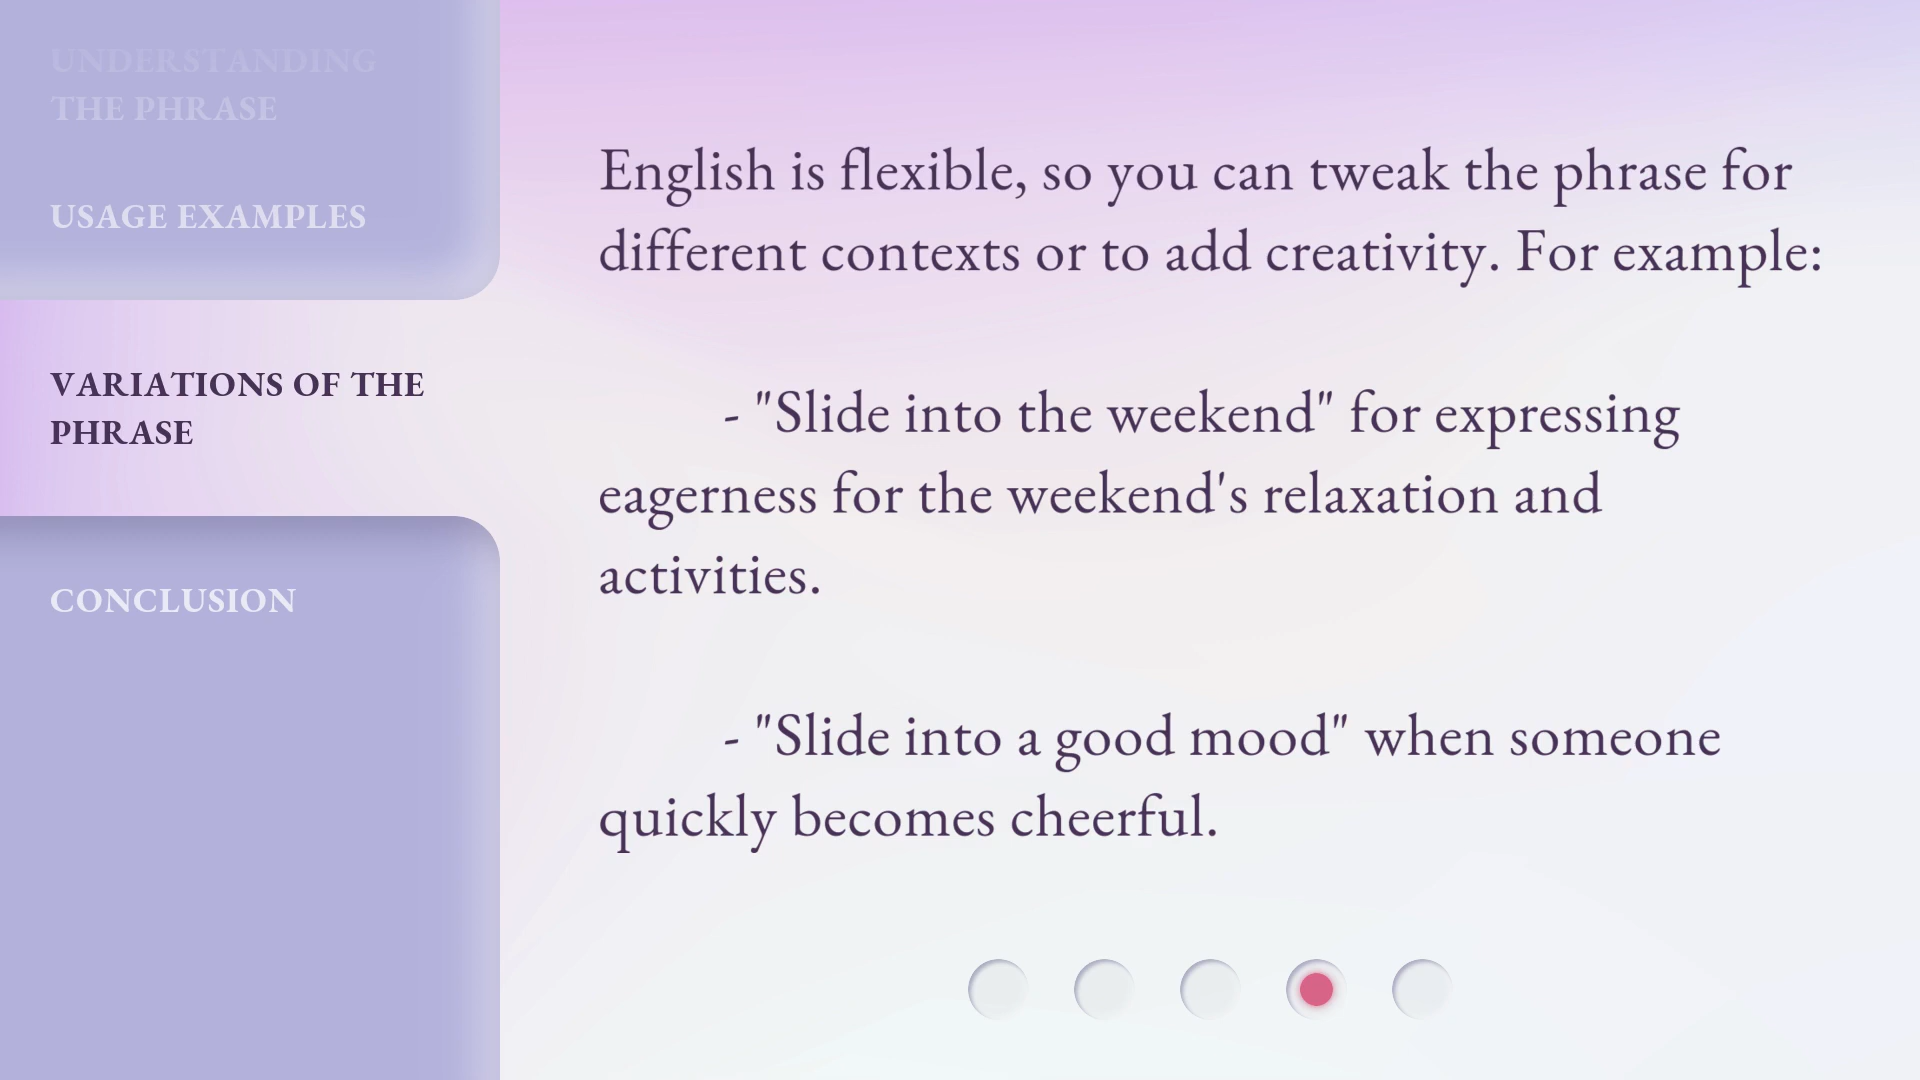 UNDERSTANDING
THE PHRASE
USAGE EXAMPLES
VARIATIONS OF THE
PHRASE
CONCLUSION
English is flexible, so you can tweak the phrase for
different contexts or to add creativity. For example:
- "Slide into the weekend" for expressing
eagerness for the weekend's relaxation and
activities.
- "Slide into a good mood" when someone
quickly becomes cheerful.